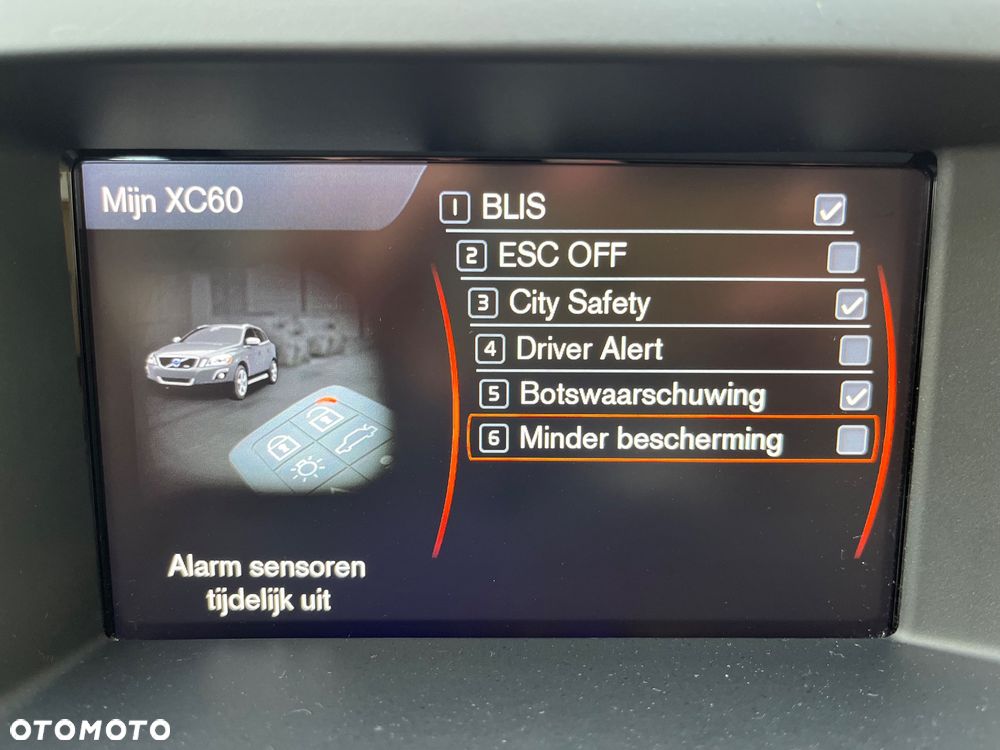 Mijn XC60
1 BLIS
2 ESC OFF
3 City Safety
4 Driver Alert
5 Botswaarschuwing
6 Minder bescherming
Alarm sensoren
tijdelijk uit
OTOMOTO